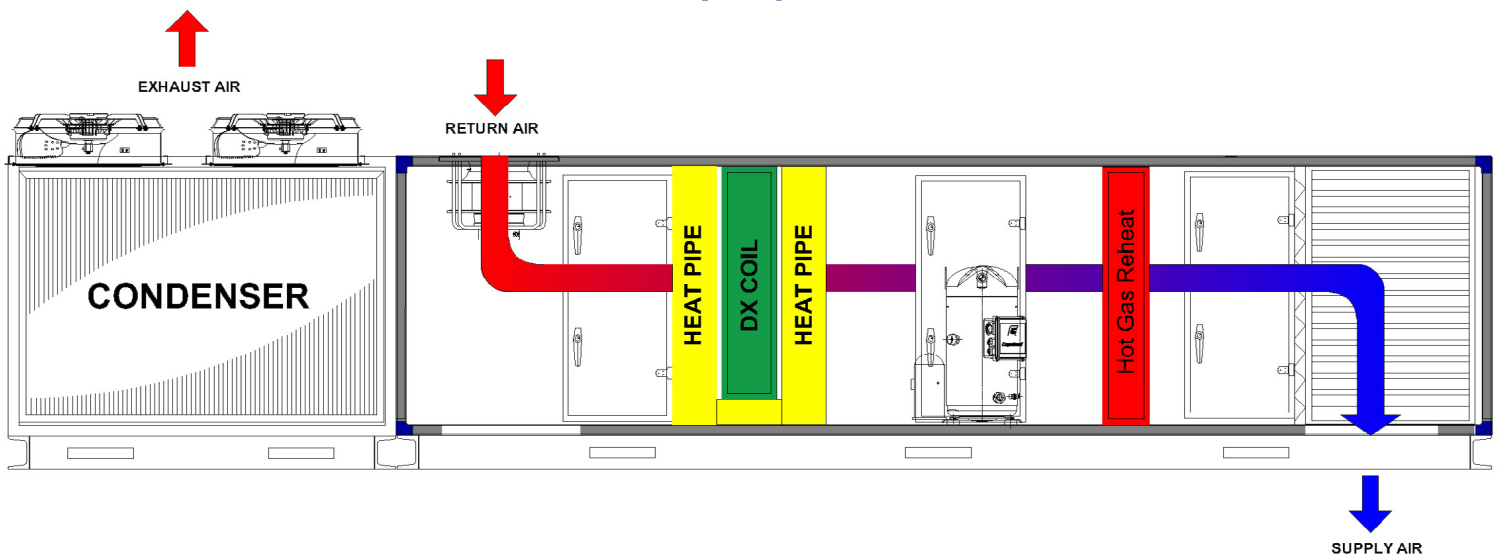 EXHAUST AIR
RETURN AIR
CONDENSER
HEAT PIPE
DX COIL
HEAT PIPE
Hot Gas Reheat
SUPPLY AIR